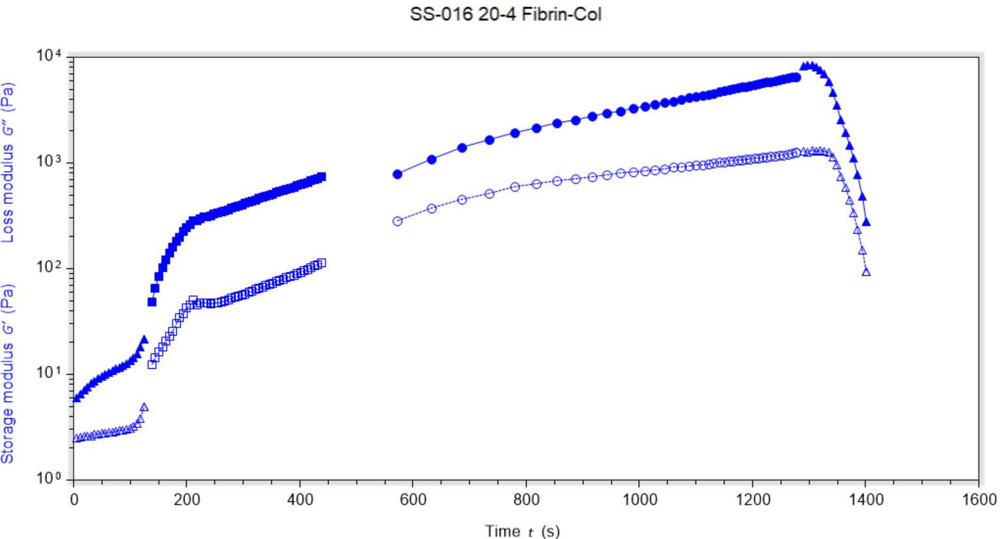 SS-016 20-4 Fibrin-Col
Loss modulus G″ (Pa)
Storage modulus G′ (Pa)
10⁴
10³
10²
10¹
10⁰
0 200 400 600 800 1000 1200 1400 1600
Time t (s)